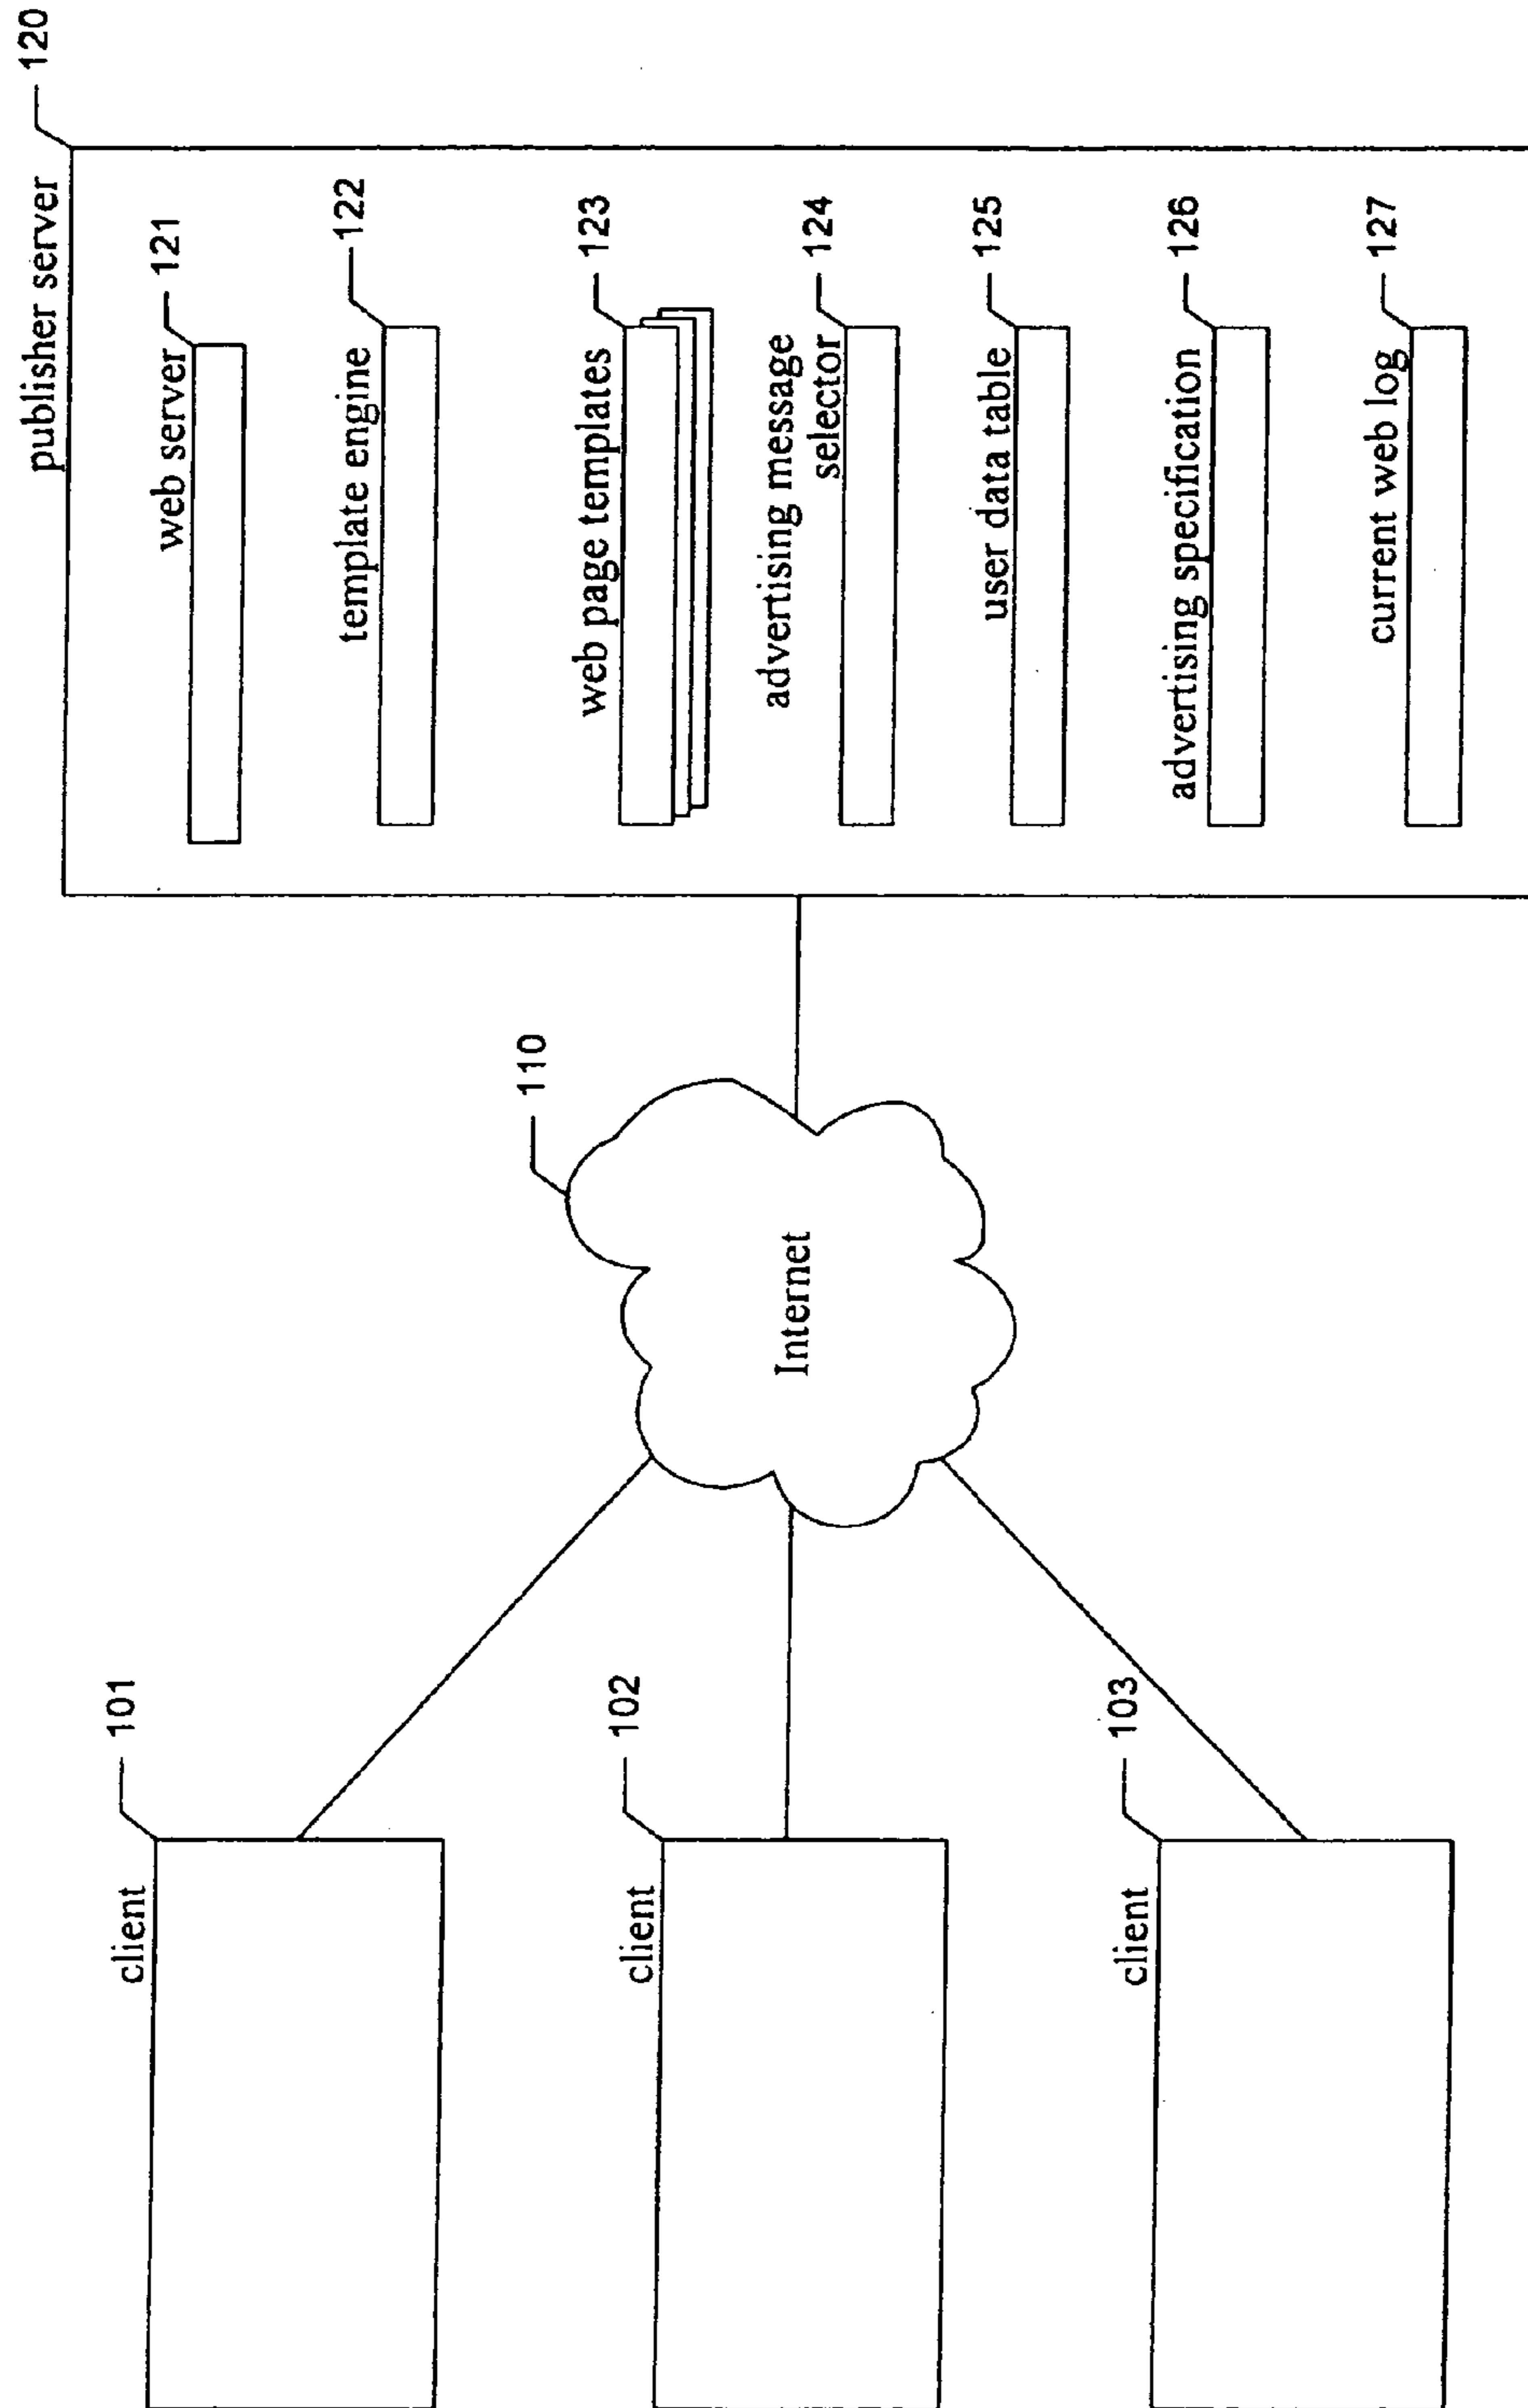 client
101
client
102
client
103
Internet
110
publisher server
120
web server
121
template engine
122
web page templates
123
advertising message
selector
124
user data table
125
advertising specification
126
current web log
127